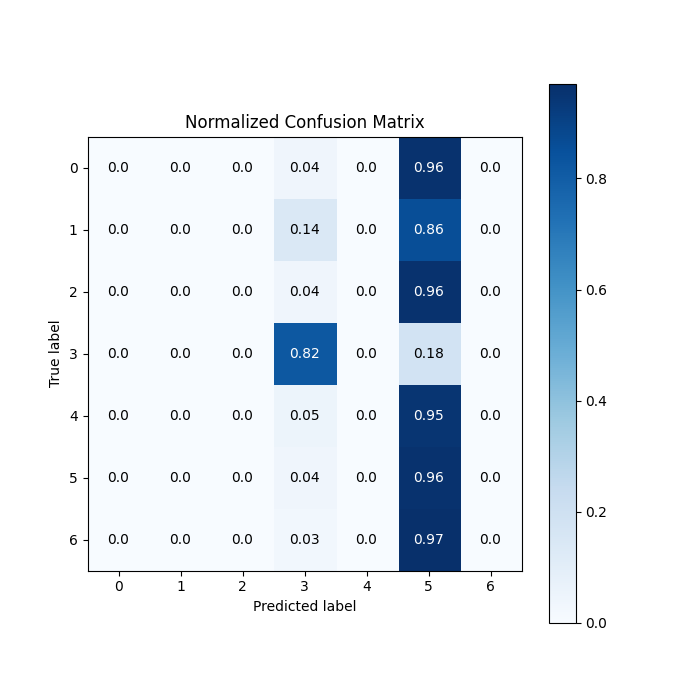 Normalized Confusion Matrix
0 0.0 0.0 0.0 0.04 0.0 0.96 0.0
1 0.0 0.0 0.0 0.14 0.0 0.86 0.0
2 0.0 0.0 0.0 0.04 0.0 0.96 0.0
3 0.0 0.0 0.0 0.82 0.0 0.18 0.0
4 0.0 0.0 0.0 0.05 0.0 0.95 0.0
5 0.0 0.0 0.0 0.04 0.0 0.96 0.0
6 0.0 0.0 0.0 0.03 0.0 0.97 0.0
0 1 2 3 4 5 6
Predicted label
True label
0.8
0.6
0.4
0.2
0.0